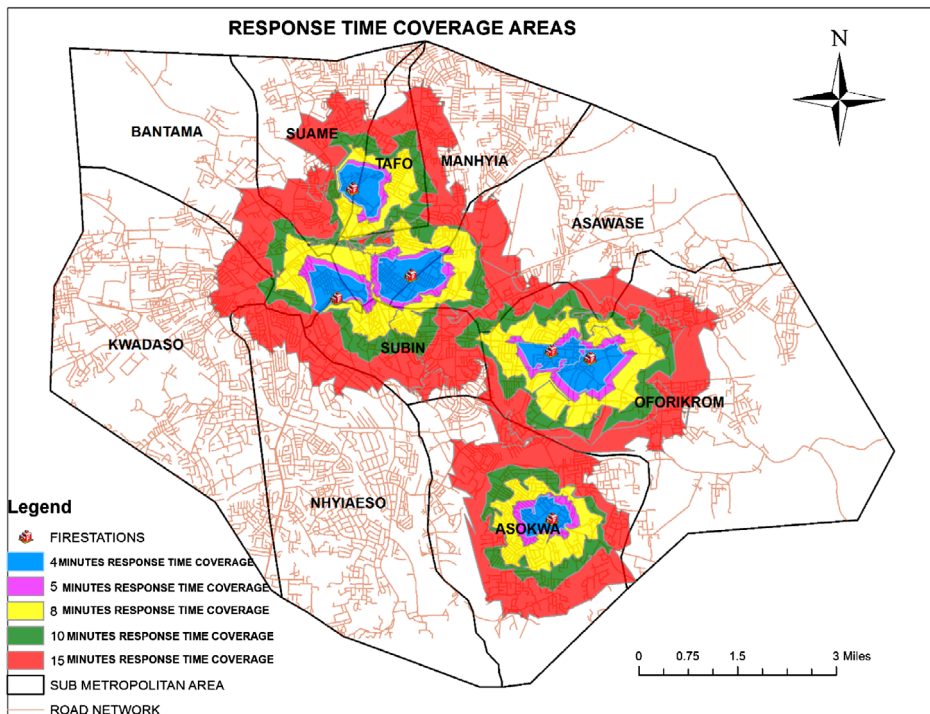 RESPONSE TIME COVERAGE AREAS
N
BANTAMA
SUAME
TAFO
MANHYIA
ASAWASE
KWADASO
SUBIN
OFORIKROM
NHYIAESO
ASOKWA
Legend
FIRESTATIONS
4 MINUTES RESPONSE TIME COVERAGE
5 MINUTES RESPONSE TIME COVERAGE
8 MINUTES RESPONSE TIME COVERAGE
10 MINUTES RESPONSE TIME COVERAGE
15 MINUTES RESPONSE TIME COVERAGE
SUB METROPOLITAN AREA
ROAD NETWORK
0 0.75 1.5 3 Miles